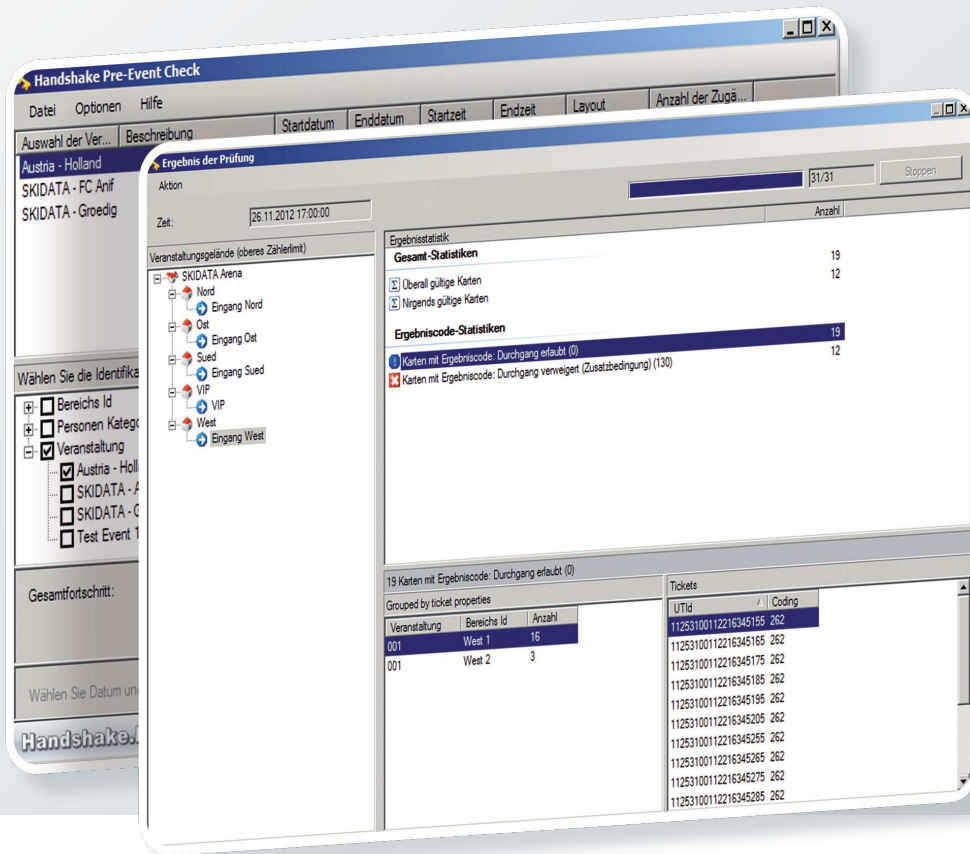 Handshake Pre-Event Check
Datei Optionen Hilfe
Auswahl der Ver... Beschreibung Startdatum Enddatum Startzeit Endzeit Layout Anzahl der Zugä...
Austria - Holland
SKIDATA - FC Anif
SKIDATA - Groedig
Wählen Sie die
Bereichs Id
Personen
Veranstaltung
Austria -
SKIDATA -
SKIDATA -
Test Event 1
Gesamtfortschritt:
Wählen Sie Datum
Ergebnis der Prüfung
Aktion
31/31 Stoppen
Zeit: 26.11.2012 17:00:00
Veranstaltungsgelände (oberes Zählerlimit)
SKIDATA Arena
Nord
Eingang Nord
Ost
Eingang Ost
Sued
Eingang Sued
VIP
VIP
West
Eingang West
Ergebnisstatistik Anzahl
Gesamt-Statistiken
Σ Überall gültige Karten 19
Σ Nirgends gültige Karten 12
Ergebniscode-Statistiken
Karten mit Ergebniscode: Durchgang erlaubt (0) 19
Karten mit Ergebniscode: Durchgang verweigert (Zusatzbedingung) (130) 12
19 Karten mit Ergebniscode: Durchgang erlaubt (0)
Grouped by ticket properties
Veranstaltung Bereichs Id Anzahl
001 West 1 16
001 West 2 3
Tickets
UTId Coding
11253100112216345155 262
11253100112216345165 262
11253100112216345175 262
11253100112216345185 262
11253100112216345195 262
11253100112216345205 262
11253100112216345255 262
11253100112216345265 262
11253100112216345275 262
11253100112216345285 262